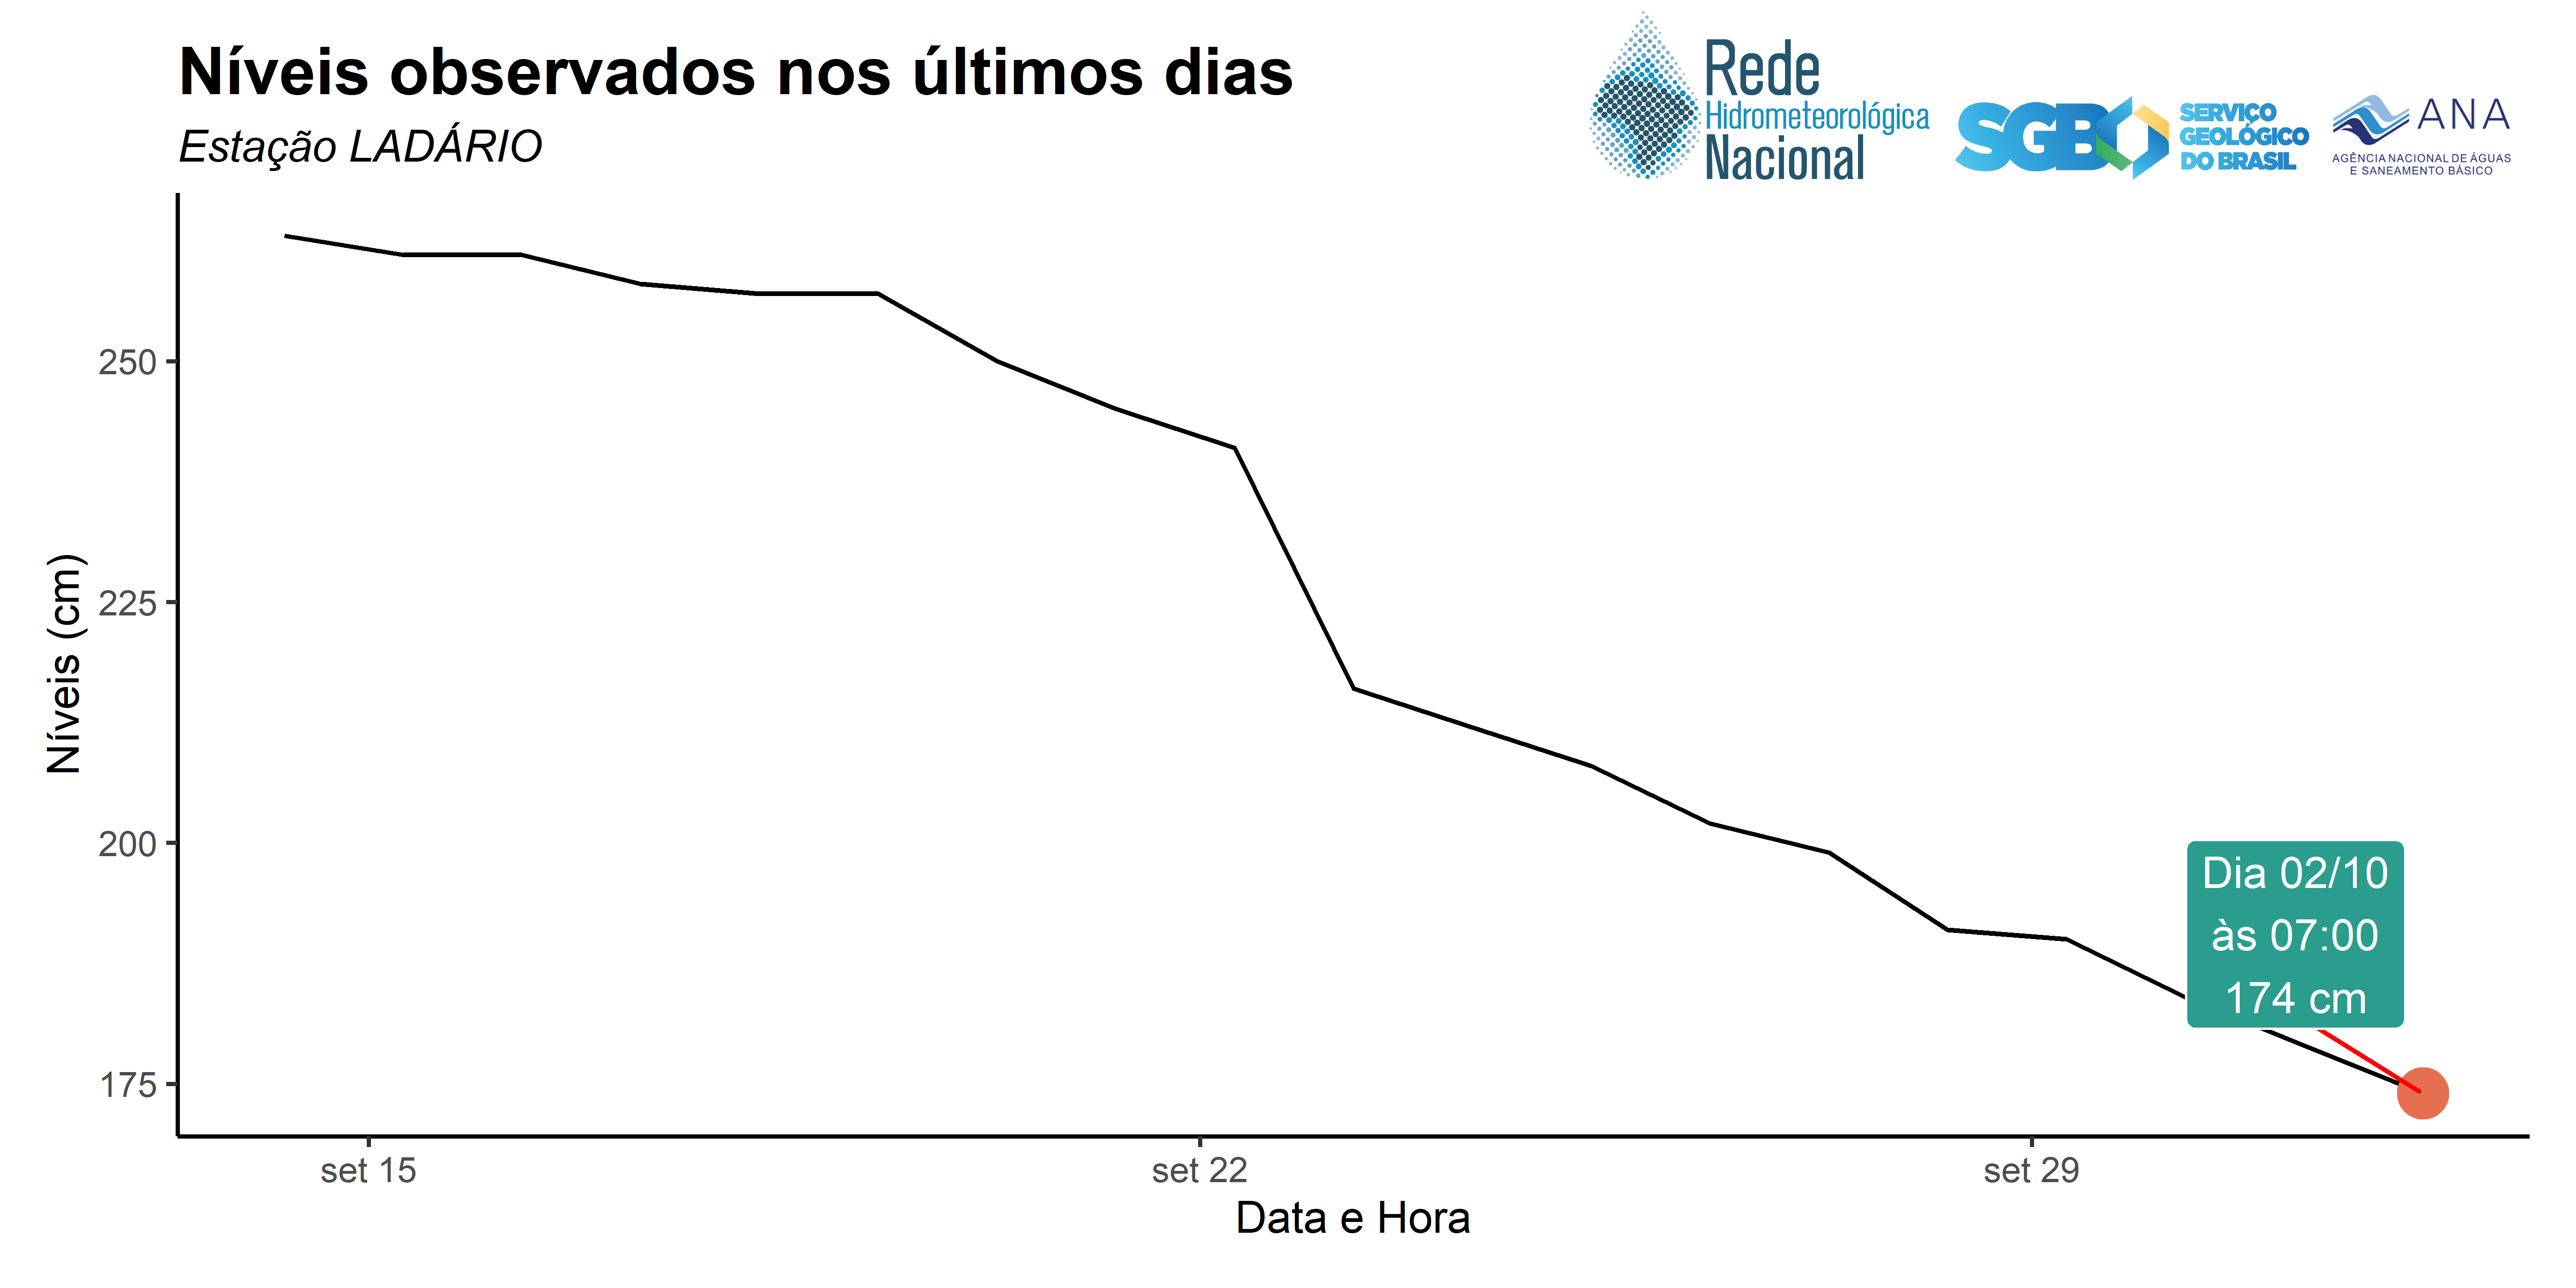 Níveis observados nos últimos dias
Estação LADÁRIO
Rede
Hidrometeorológica
Nacional
SGB
SERVIÇO
GEOLÓGICO
DO BRASIL
ANA
AGÊNCIA NACIONAL DE ÁGUAS
E SANEAMENTO BÁSICO
Níveis (cm)
250
225
200
175
Dia 02/10
às 07:00
174 cm
set 15
set 22
set 29
Data e Hora